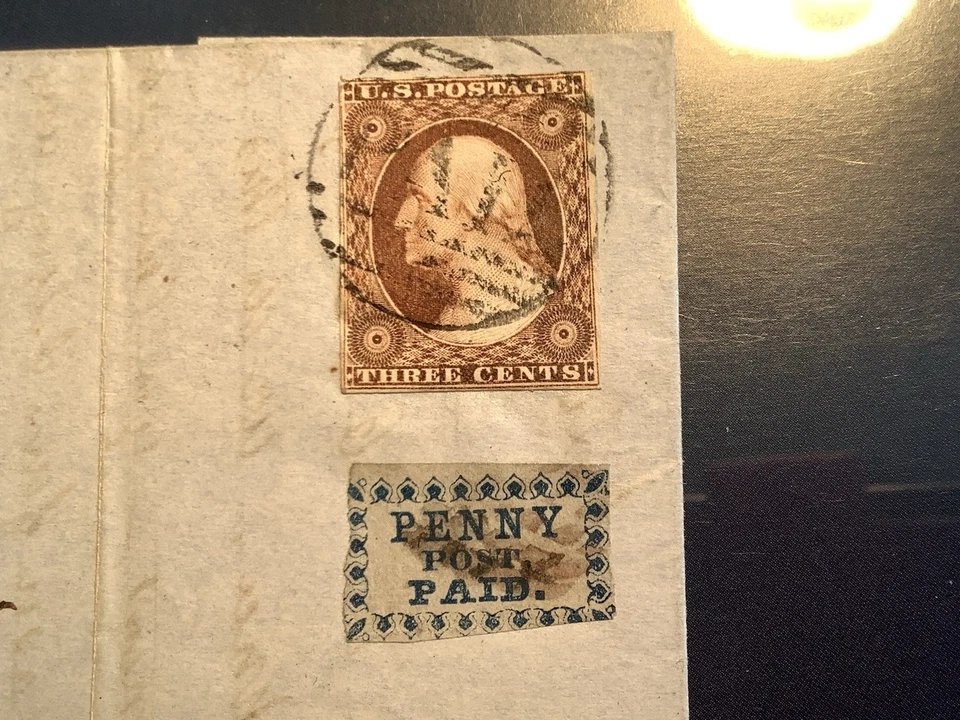 U.S. POSTAGE
THREE CENTS
PENNY
POST,
PAID.